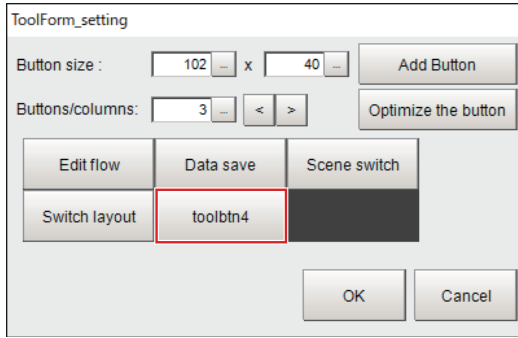 ToolForm_setting
Button size : 102 ... x 40 ... Add Button
Buttons/columns: 3 ... < > Optimize the button
Edit flow Data save Scene switch
Switch layout toolbtn4
OK Cancel